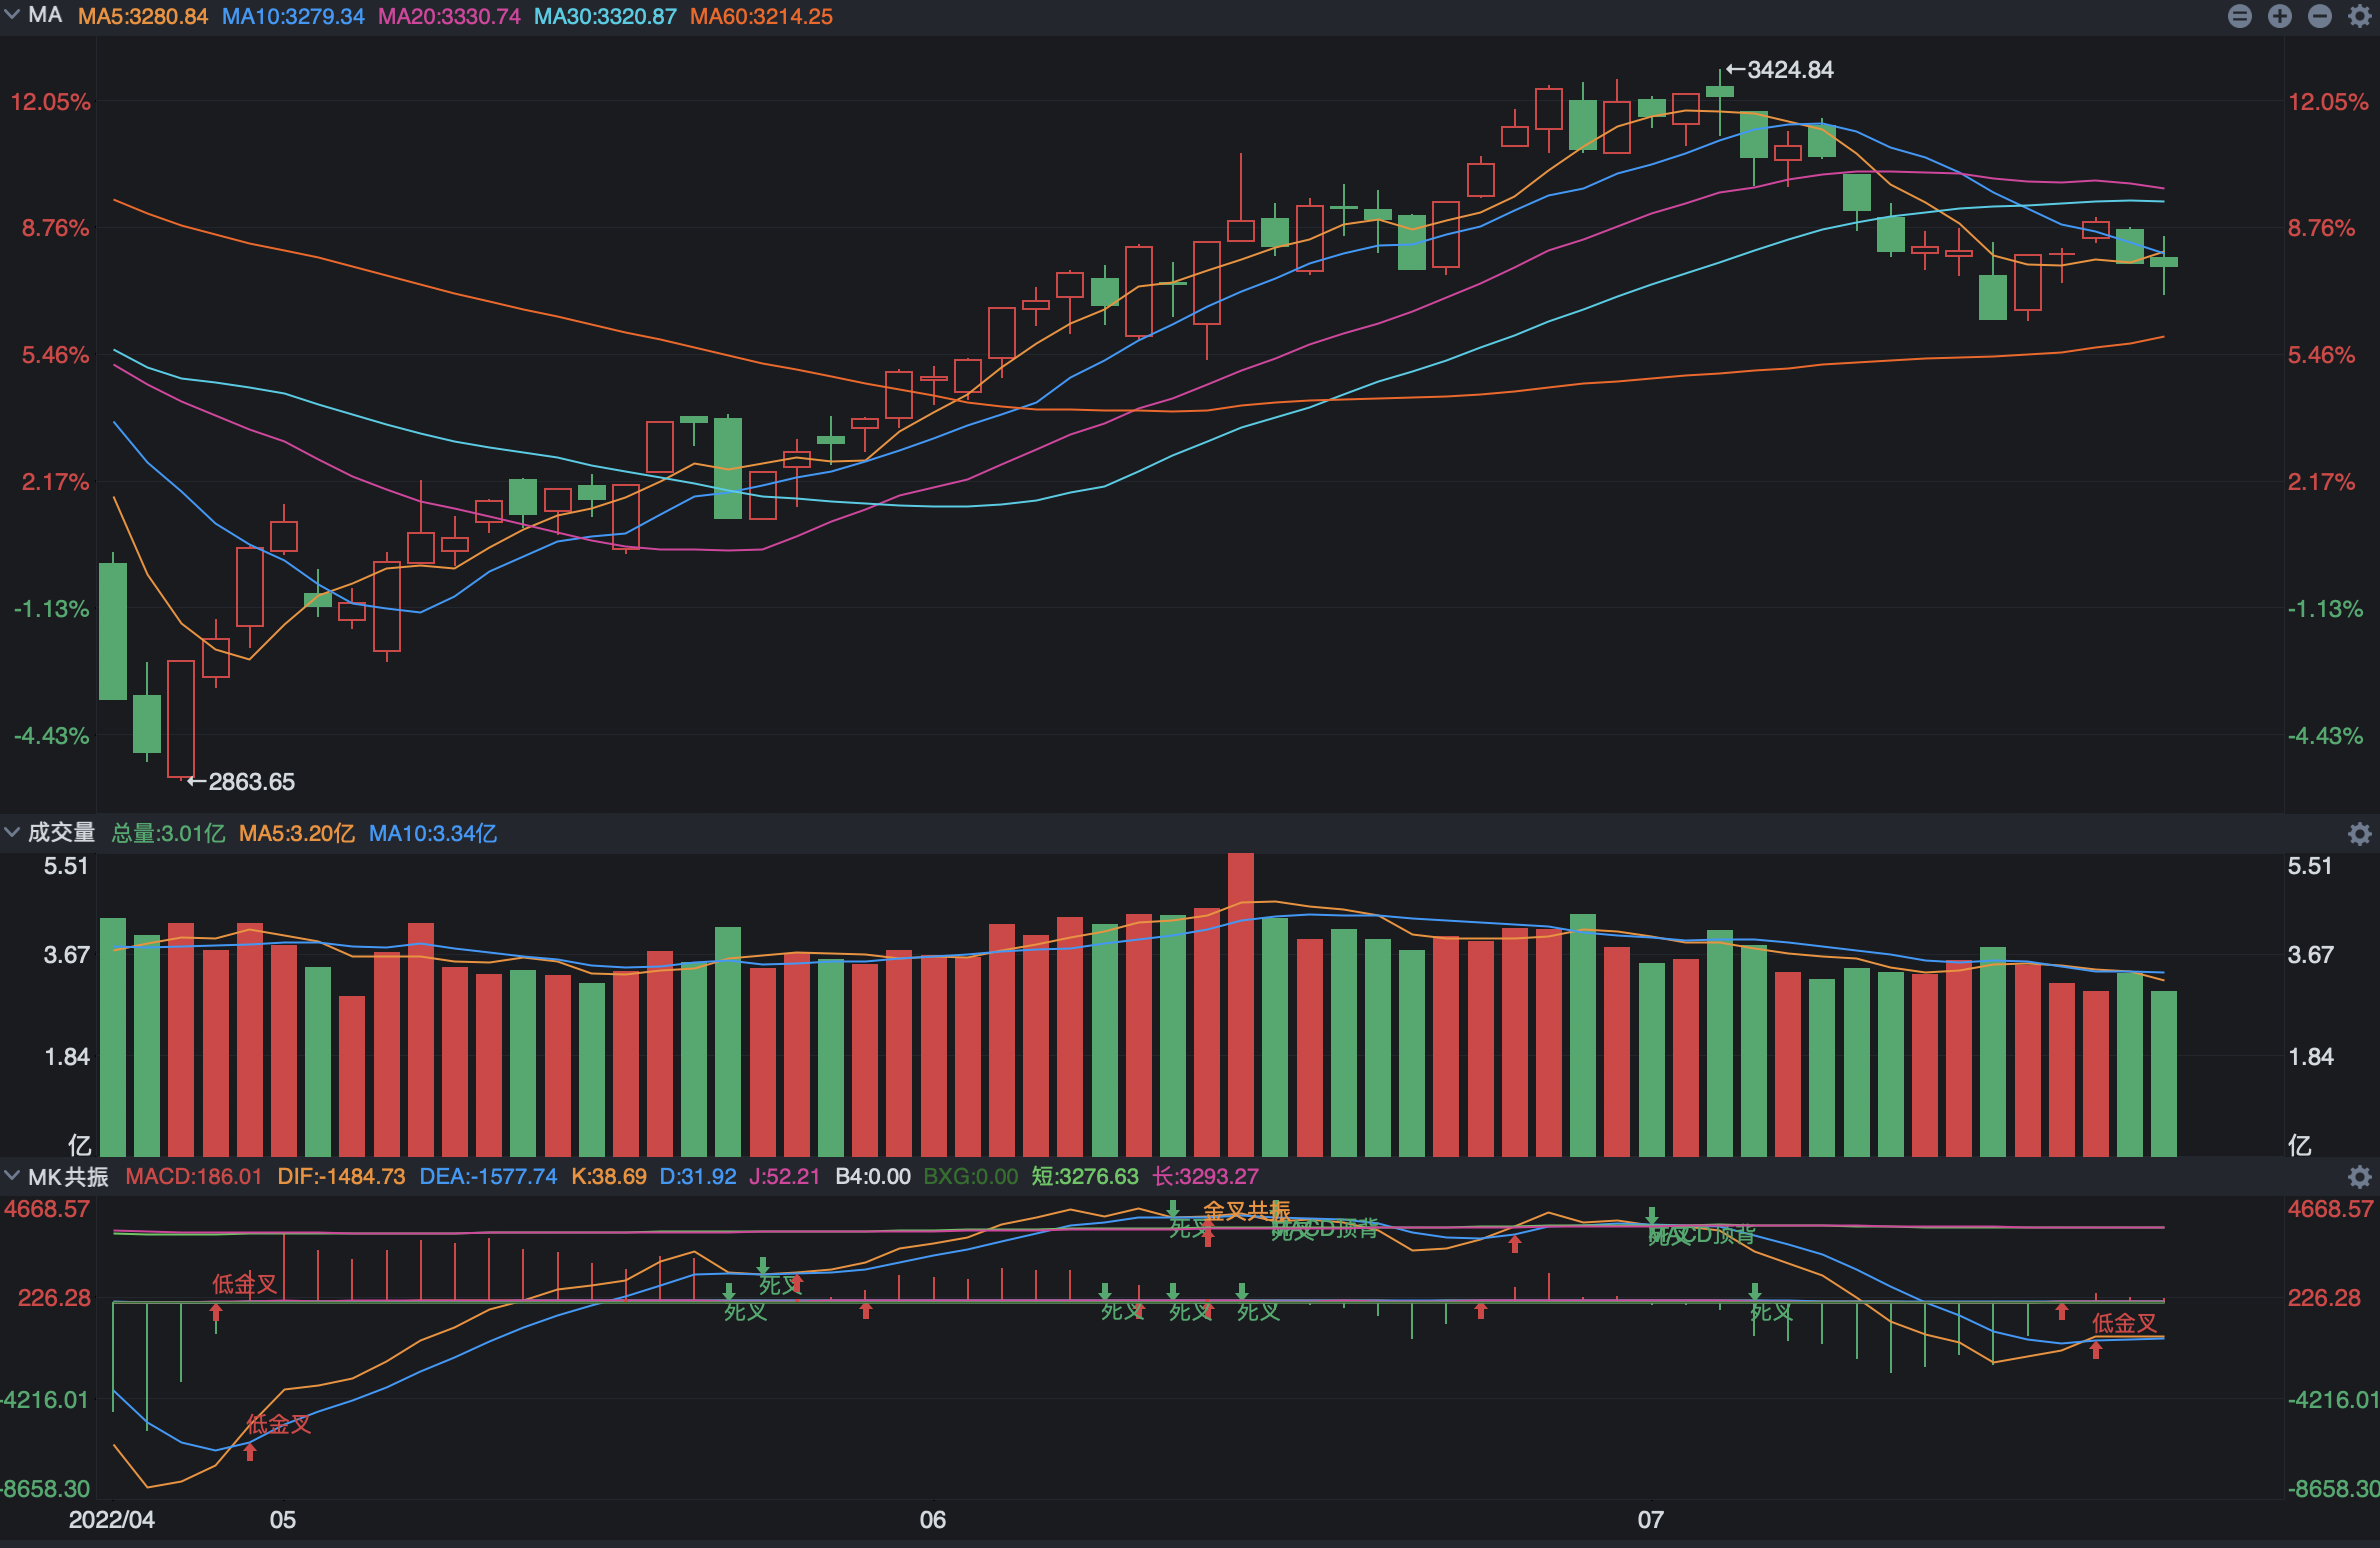 MA MA5:3280.84 MA10:3279.34 MA20:3330.74 MA30:3320.87 MA60:3214.25
←3424.84
12.05% 12.05%
8.76% 8.76%
5.46% 5.46%
2.17% 2.17%
-1.13% -1.13%
-4.43% -4.43%
←2863.65
成交量 总量:3.01亿 MA5:3.20亿 MA10:3.34亿
5.51 5.51
3.67 3.67
1.84 1.84
亿 亿
MK共振 MACD:186.01 DIF:-1484.73 DEA:-1577.74 K:38.69 D:31.92 J:52.21 B4:0.00 BXG:0.00 短:3276.63 长:3293.27
4668.57 4668.57
金叉共振
死叉 死叉 MACD顶背 死叉 MACD顶背
低金叉 死叉
226.28 226.28
死叉 死叉 死叉 死叉 死叉
低金叉
-4216.01 -4216.01
低金叉
-8658.30 -8658.30
2022/04 05 06 07